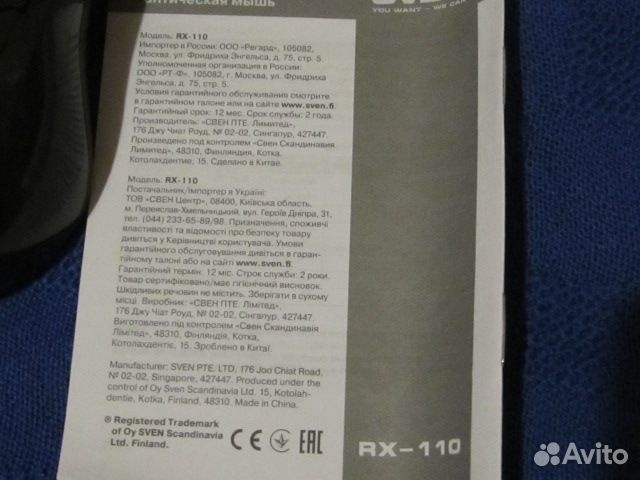 оптическая мышь
YOU WANT – WE CAN
Модель: RX-110
Импортер в России: ООО «Регард», 105082,
Москва, ул. Фридриха Энгельса, д. 75, стр. 5.
Уполномоченная организация в России:
ООО «РТ-Ф», 105082, г. Москва, ул. Фридриха
Энгельса, д. 75, стр. 5.
Условия гарантийного обслуживания смотрите
в гарантийном талоне или на сайте www.sven.fi.
Гарантийный срок: 12 мес. Срок службы: 2 года.
Производитель: «СВЕН ПТЕ. Лимитед»,
176 Джу Чиат Роуд, № 02-02, Сингапур, 427447.
Произведено под контролем «Свен Скандинавия
Лимитед», 48310, Финляндия, Котка,
Котолахдентие, 15. Сделано в Китае.
Модель: RX-110
Постачальник/імпортер в Україні:
ТОВ «СВЕН Центр», 08400, Київська область,
м. Переяслав-Хмельницький, вул. Героїв Дніпра, 31,
тел. (044) 233-65-89/98. Призначення, споживчі
властивості та відомості про безпеку товару
дивіться у Керівництві користувача. Умови
гарантійного обслуговування дивіться в гаран-
тійному талоні або на сайті www.sven.fi.
Гарантійний термін: 12 міс. Строк служби: 2 роки.
Товар сертифіковано/має гігієнічний висновок.
Шкідливих речовин не містить. Зберігати в сухому
місці. Виробник: «СВЕН ПТЕ. Лімітед»,
176 Джу Чіат Роуд, № 02-02, Сінгапур, 427447.
Виготовлено під контролем «Свен Скандинавія
Лімітед», 48310, Фінляндія, Котка,
Котолахдентіє, 15. Зроблено в Китаї.
Manufacturer: SVEN PTE. LTD, 176 Joo Chiat Road,
№ 02-02, Singapore, 427447. Produced under the
control of Oy Sven Scandinavia Ltd. 15, Kotolah-
dentie, Kotka, Finland, 48310. Made in China.
® Registered Trademark
of Oy SVEN Scandinavia
Ltd. Finland.
CE
EAC
RX-110
Avito